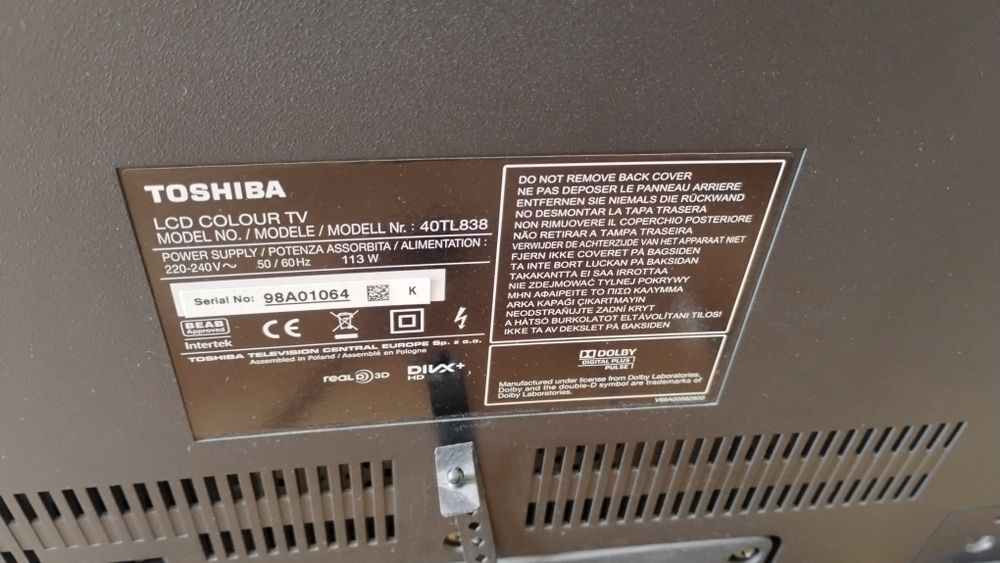 TOSHIBA
LCD COLOUR TV
MODEL NO. / MODELE / MODELL Nr. : 40TL838
POWER SUPPLY / POTENZA ASSORBITA / ALIMENTATION :
220-240V～ 50 / 60 Hz 113 W
Serial No: 98A01064 K
BEAB
Approved
Intertek
CE
TOSHIBA TELEVISION CENTRAL EUROPE Sp. z o.o.
Assembled in Poland / Assemblé en Pologne
REAL D 3D
DIVX+
HD
DO NOT REMOVE BACK COVER
NE PAS DEPOSER LE PANNEAU ARRIERE
ENTFERNEN SIE NIEMALS DIE RÜCKWAND
NO DESMONTAR LA TAPA TRASERA
NON RIMUOVERE IL COPERCHIO POSTERIORE
NÃO RETIRAR A TAMPA TRASEIRA
VERWIJDER DE ACHTERZIJDE VAN HET APPARAAT NIET
FJERN IKKE COVERET PÅ BAGSIDEN
TA INTE BORT LUCKAN PÅ BAKSIDAN
TAKAKANTTA EI SAA IRROTTAA
NIE ZDEJMOWAĆ TYLNEJ POKRYWY
ΜΗΝ ΑΦΑΙΡΕΙΤΕ ΤΟ ΠΙΣΩ ΚΑΛΥΜΜΑ
ARKA KAPAĞI ÇIKARTMAYIN
NEODSTRAŇUJTE ZADNÍ KRYT
A HÁTSÓ BURKOLATOT ELTÁVOLÍTANI TILOS!
IKKE TA AV DEKSLET PÅ BAKSIDEN
DOLBY
DIGITAL PLUS
PULSE
Manufactured under license from Dolby Laboratories.
Dolby and the double-D symbol are trademarks of
Dolby Laboratories.